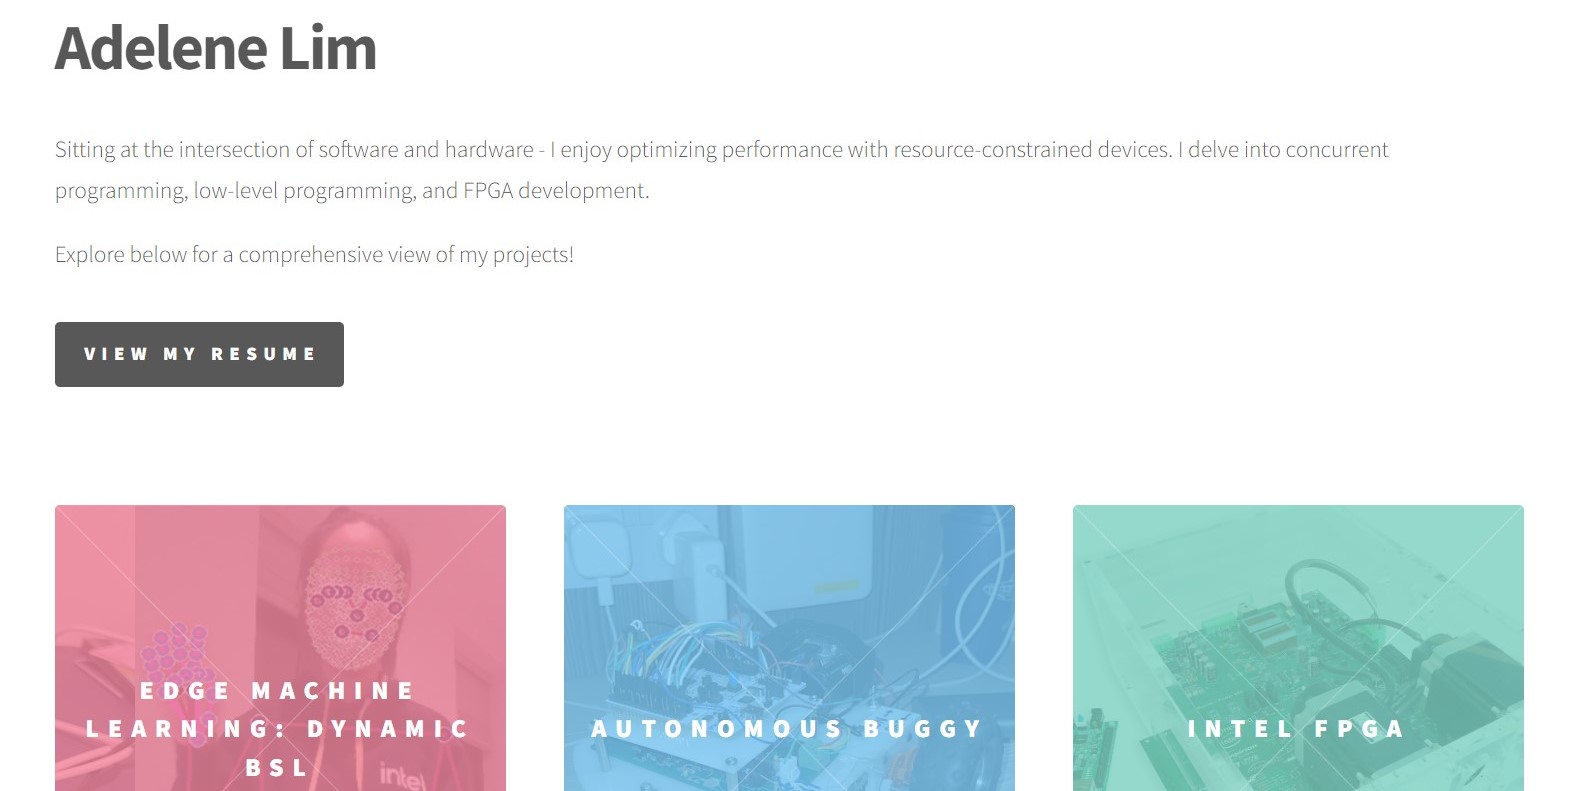 Adelene Lim
Sitting at the intersection of software and hardware - I enjoy optimizing performance with resource-constrained devices. I delve into concurrent
programming, low-level programming, and FPGA development.
Explore below for a comprehensive view of my projects!
VIEW MY RESUME
EDGE MACHINE
LEARNING: DYNAMIC
BSL
AUTONOMOUS BUGGY
INTEL FPGA
intel